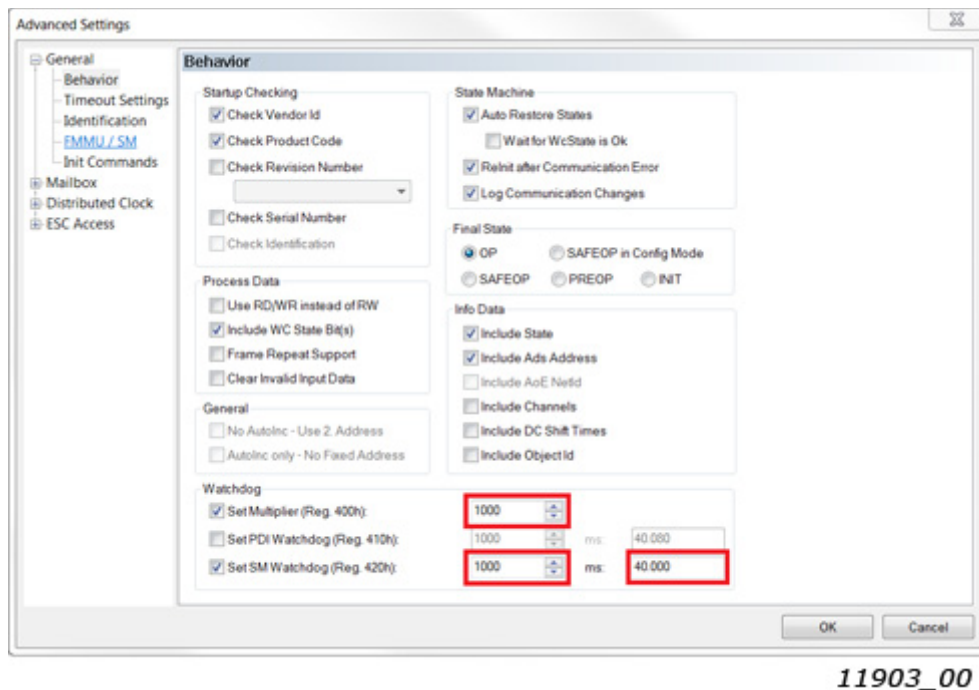 Advanced Settings
General
Behavior
Timeout Settings
Identification
FMMU / SM
Init Commands
Mailbox
Distributed Clock
ESC Access
Behavior
Startup Checking
Check Vendor Id
Check Product Code
Check Revision Number
Check Serial Number
Check Identification
Process Data
Use RD/WR instead of RW
Include WC State Bit(s)
Frame Repeat Support
Clear Invalid Input Data
General
No AutoInc - Use 2. Address
AutoInc only - No Fixed Address
State Machine
Auto Restore States
Wait for WcState is Ok
ReInit after Communication Error
Log Communication Changes
Final State
OP SAFEOP in Config Mode
SAFEOP PREOP INIT
Info Data
Include State
Include Ads Address
Include AoE NetId
Include Channels
Include DC Shift Times
Include Object Id
Watchdog
Set Multiplier (Reg. 400h): 1000
Set PDI Watchdog (Reg. 410h): 1000 ms: 40.080
Set SM Watchdog (Reg. 420h): 1000 ms: 40.000
OK Cancel
11903_00